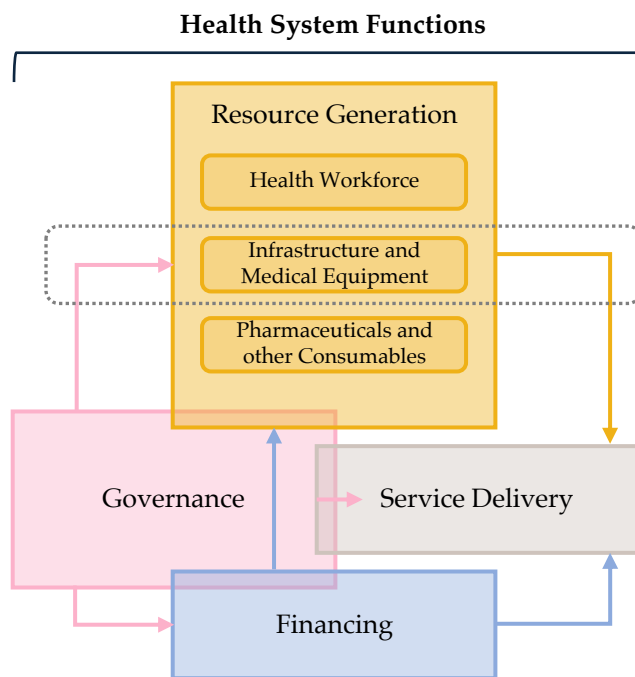 Health System Functions
Resource Generation
Health Workforce
Infrastructure and
Medical Equipment
Pharmaceuticals and
other Consumables
Governance
Service Delivery
Financing